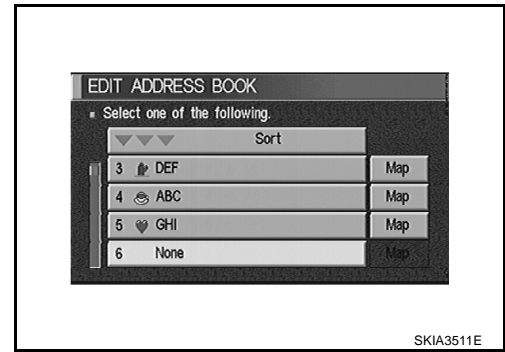 EDIT ADDRESS BOOK
Select one of the following.
Sort
3 DEF Map
4 ABC Map
5 GHI Map
6 None Map
SKIA3511E